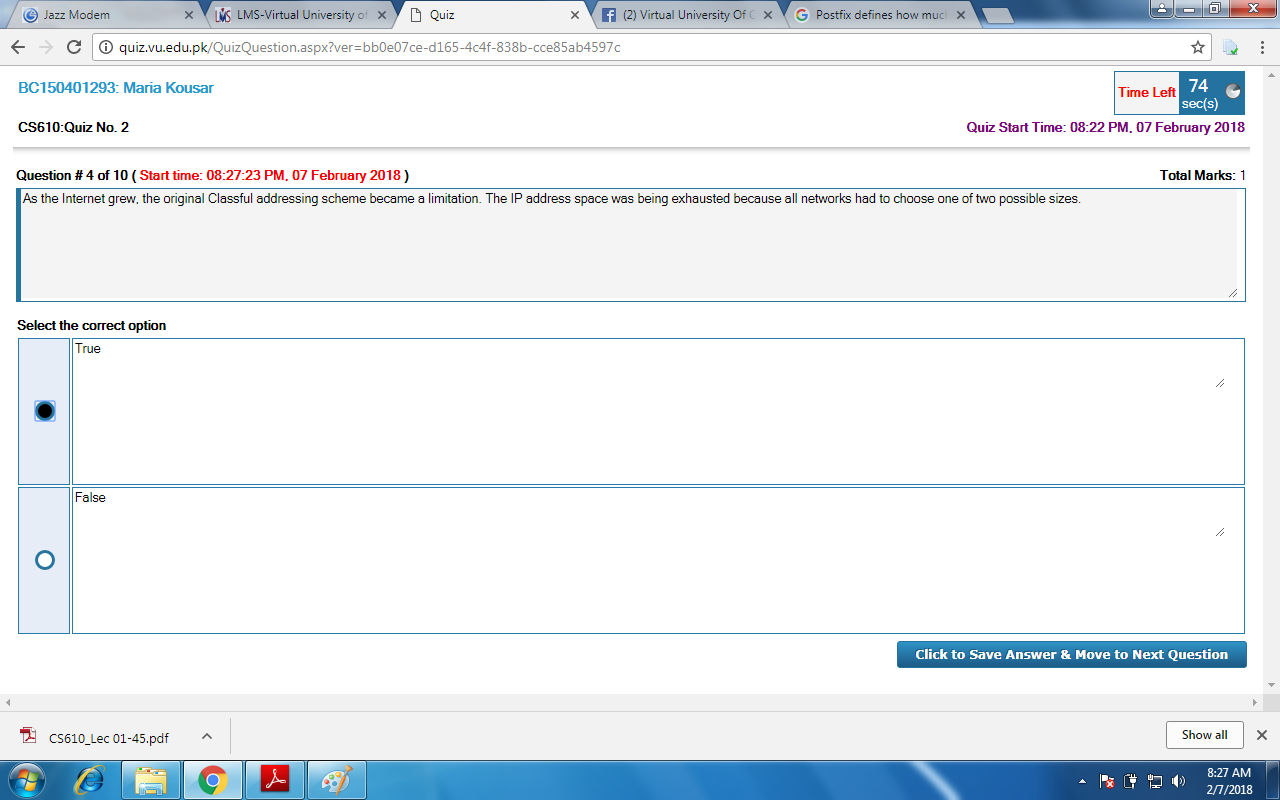 Jazz Modem
LMS-Virtual University of
Quiz
(2) Virtual University Of
Postfix defines how much
quiz.vu.edu.pk/QuizQuestion.aspx?ver=bb0e07ce-d165-4c4f-838b-cce85ab4597c
BC150401293: Maria Kousar
Time Left 74 sec(s)
CS610:Quiz No. 2
Quiz Start Time: 08:22 PM, 07 February 2018
Question # 4 of 10 ( Start time: 08:27:23 PM, 07 February 2018 )
Total Marks: 1
As the Internet grew, the original Classful addressing scheme became a limitation. The IP address space was being exhausted because all networks had to choose one of two possible sizes.
Select the correct option
True
False
Click to Save Answer & Move to Next Question
CS610_Lec 01-45.pdf
Show all
8:27 AM
2/7/2018